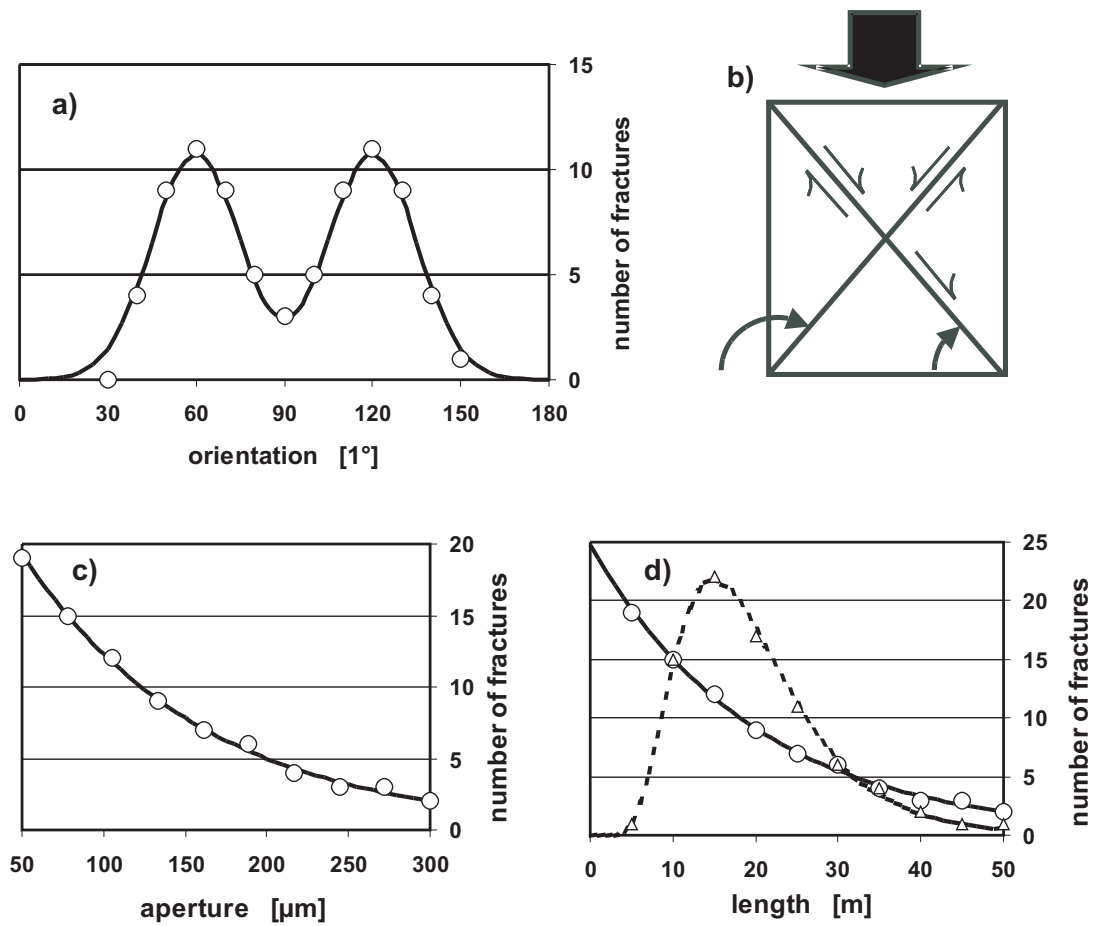 a)
15
10
5
0
number of fractures
0 30 60 90 120 150 180
orientation [1°]
b)
c)
20
15
10
5
0
number of fractures
50 100 150 200 250 300
aperture [µm]
d)
25
20
15
10
5
0
number of fractures
0 10 20 30 40 50
length [m]